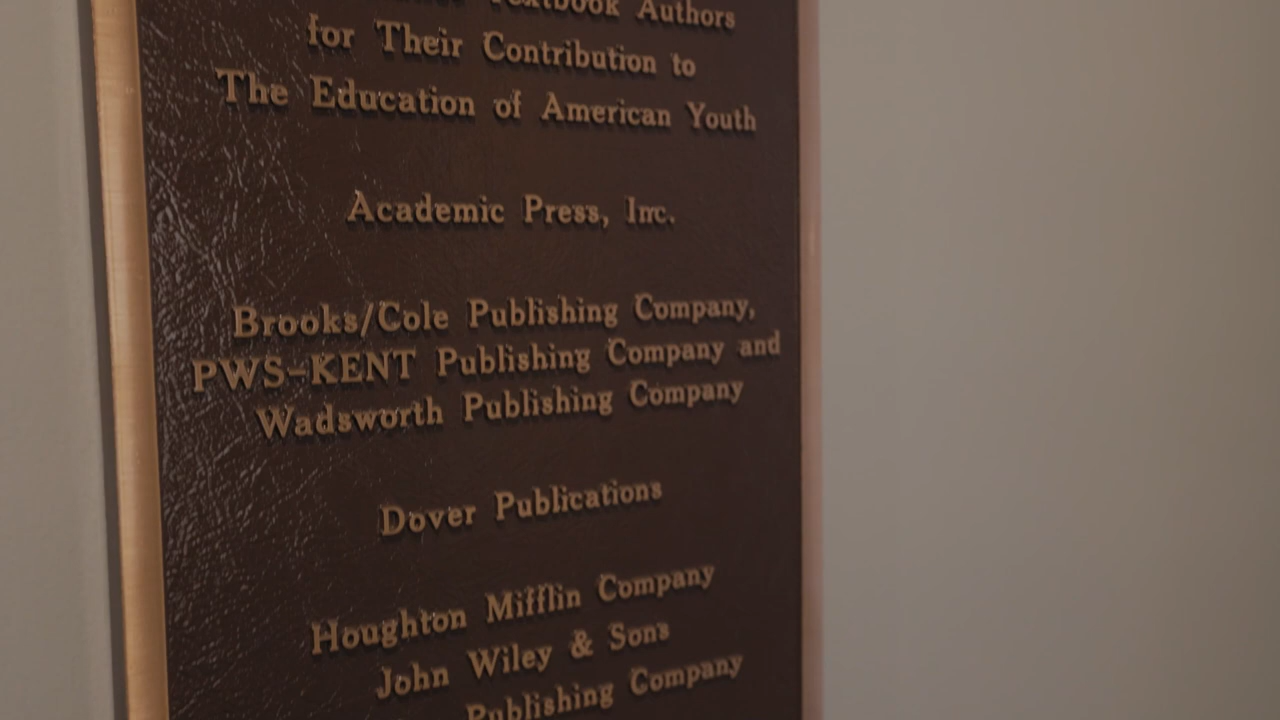 Textbook Authors
for Their Contribution to
The Education of American Youth
Academic Press, Inc.
Brooks/Cole Publishing Company,
PWS-KENT Publishing Company and
Wadsworth Publishing Company
Dover Publications
Houghton Mifflin Company
John Wiley & Sons
Publishing Company